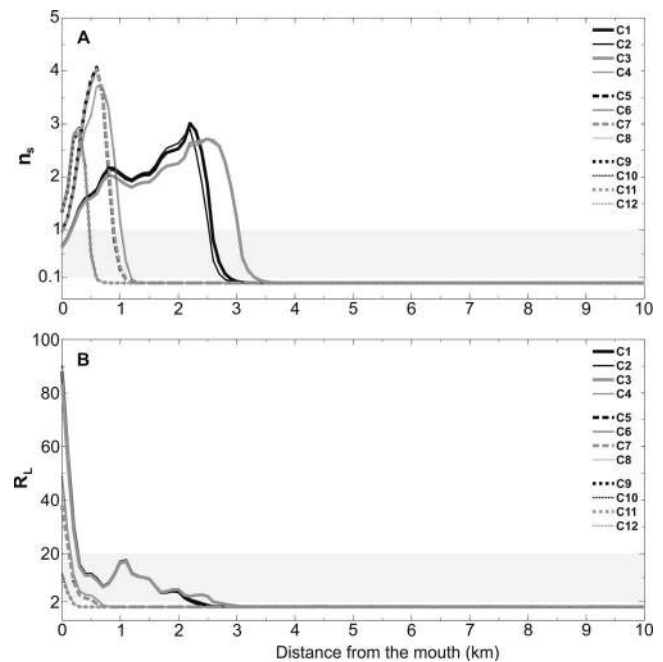 A
5
4
3
2
1
0.1
n_s
0 1 2 3 4 5 6 7 8 9 10
C1
C2
C3
C4
C5
C6
C7
C8
C9
C10
C11
C12
B
100
80
60
40
20
2
R_L
0 1 2 3 4 5 6 7 8 9 10
Distance from the mouth (km)
C1
C2
C3
C4
C5
C6
C7
C8
C9
C10
C11
C12